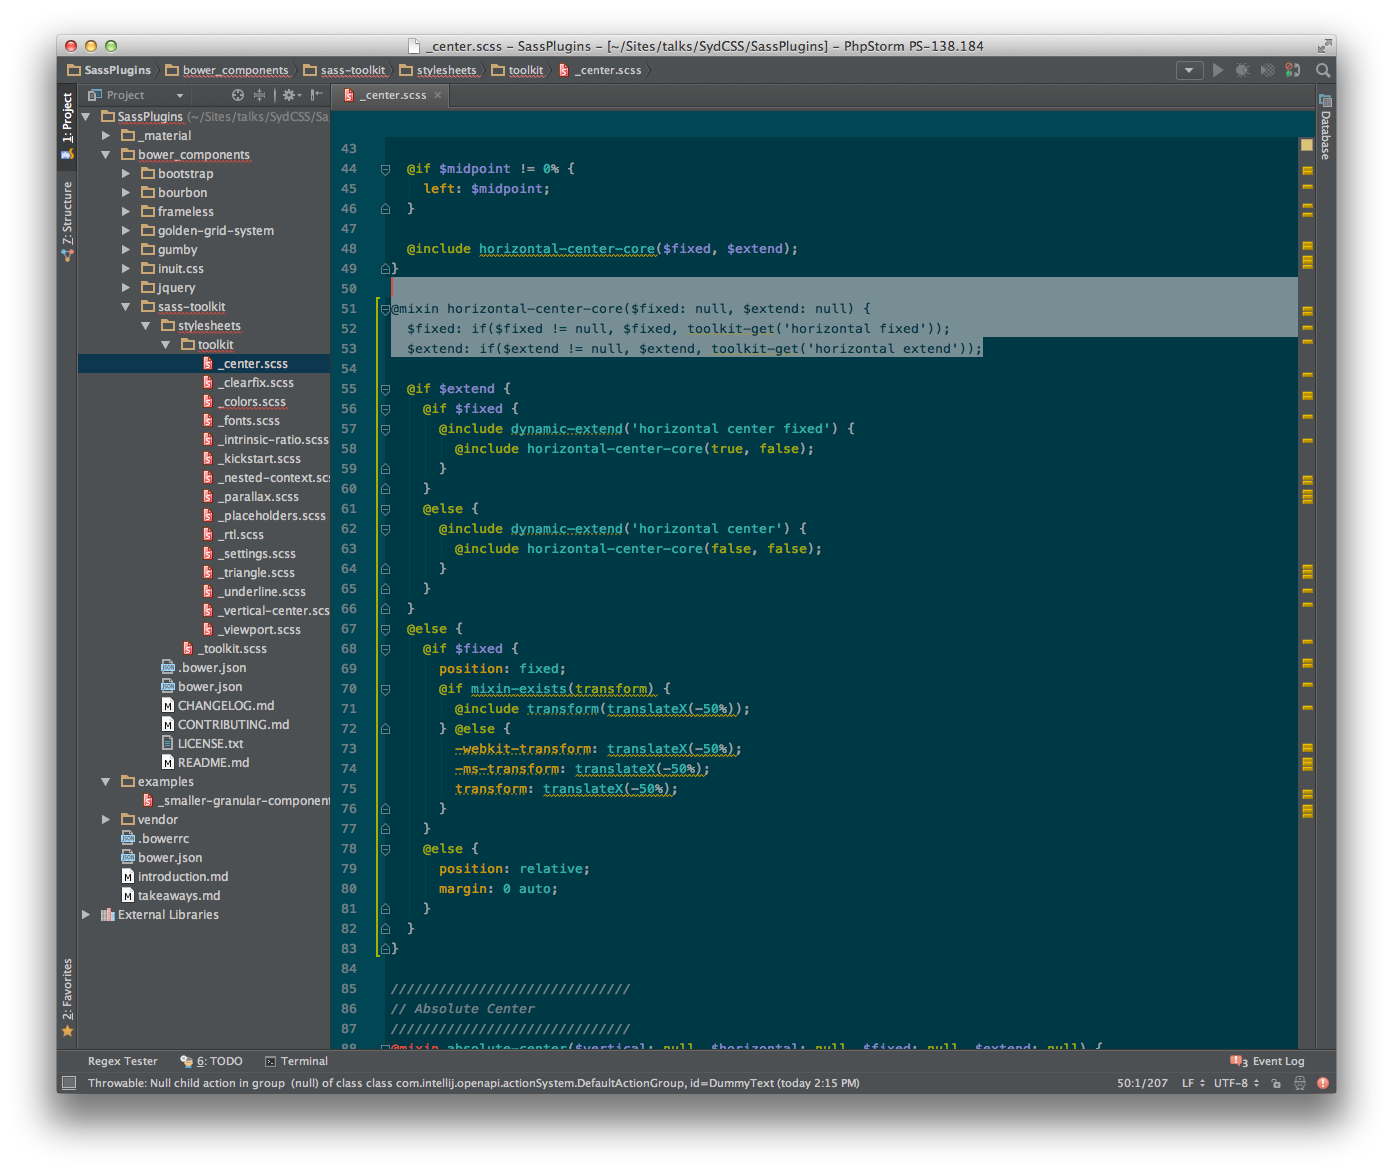 _center.scss – SassPlugins – [~/Sites/talks/SydCSS/SassPlugins] – PhpStorm PS-138.184
SassPlugins bower_components sass-toolkit stylesheets toolkit _center.scss
1: Project
Z: Structure
2: Favorites
Project
SassPlugins (~/Sites/talks/SydCSS/Sa
_material
bower_components
bootstrap
bourbon
frameless
golden-grid-system
gumby
inuit.css
jquery
sass-toolkit
stylesheets
toolkit
_center.scss
_clearfix.scss
_colors.scss
_fonts.scss
_intrinsic-ratio.scss
_kickstart.scss
_nested-context.scs
_parallax.scss
_placeholders.scss
_rtl.scss
_settings.scss
_triangle.scss
_underline.scss
_vertical-center.scs
_viewport.scss
_toolkit.scss
.bower.json
bower.json
CHANGELOG.md
CONTRIBUTING.md
LICENSE.txt
README.md
examples
_smaller-granular-component
vendor
.bowerrc
bower.json
introduction.md
takeaways.md
External Libraries
_center.scss
43
44 @if $midpoint != 0% {
45 left: $midpoint;
46 }
47
48 @include horizontal-center-core($fixed, $extend);
49 }
50
51 @mixin horizontal-center-core($fixed: null, $extend: null) {
52 $fixed: if($fixed != null, $fixed, toolkit-get('horizontal fixed'));
53 $extend: if($extend != null, $extend, toolkit-get('horizontal extend'));
54
55 @if $extend {
56 @if $fixed {
57 @include dynamic-extend('horizontal center fixed') {
58 @include horizontal-center-core(true, false);
59 }
60 }
61 @else {
62 @include dynamic-extend('horizontal center') {
63 @include horizontal-center-core(false, false);
64 }
65 }
66 }
67 @else {
68 @if $fixed {
69 position: fixed;
70 @if mixin-exists(transform) {
71 @include transform(translateX(-50%));
72 } @else {
73 -webkit-transform: translateX(-50%);
74 -ms-transform: translateX(-50%);
75 transform: translateX(-50%);
76 }
77 }
78 @else {
79 position: relative;
80 margin: 0 auto;
81 }
82 }
83 }
84
85 //////////////////////////////
86 // Absolute Center
87 //////////////////////////////
88 @mixin absolute-center($vertical: null, $horizontal: null, $fixed: null, $extend: null) {
Database
Regex Tester 6: TODO Terminal 3 Event Log
Throwable: Null child action in group (null) of class class com.intellij.openapi.actionSystem.DefaultActionGroup, id=DummyText (today 2:15 PM) 50:1/207 LF UTF-8